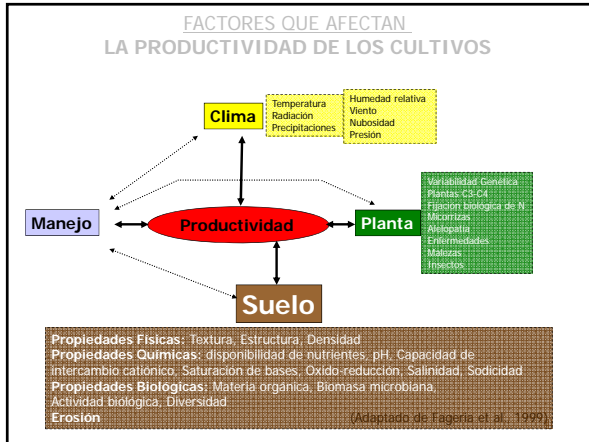 FACTORES QUE AFECTAN
LA PRODUCTIVIDAD DE LOS CULTIVOS
Clima
Temperatura
Radiación
Precipitaciones
Humedad relativa
Viento
Nubosidad
Presión
Manejo
Productividad
Planta
Variabilidad Genética
Plantas C3-C4
Fijación biológica de N
Micorrizas
Alelopatía
Enfermedades
Malezas
Insectos
Suelo
Propiedades Físicas: Textura, Estructura, Densidad
Propiedades Químicas: disponibilidad de nutrientes, pH, Capacidad de
intercambio catiónico, Saturación de bases, Oxido-reducción, Salinidad, Sodicidad
Propiedades Biológicas: Materia orgánica, Biomasa microbiana,
Actividad biológica, Diversidad
Erosión
(Adaptado de Fageria et al., 1999)